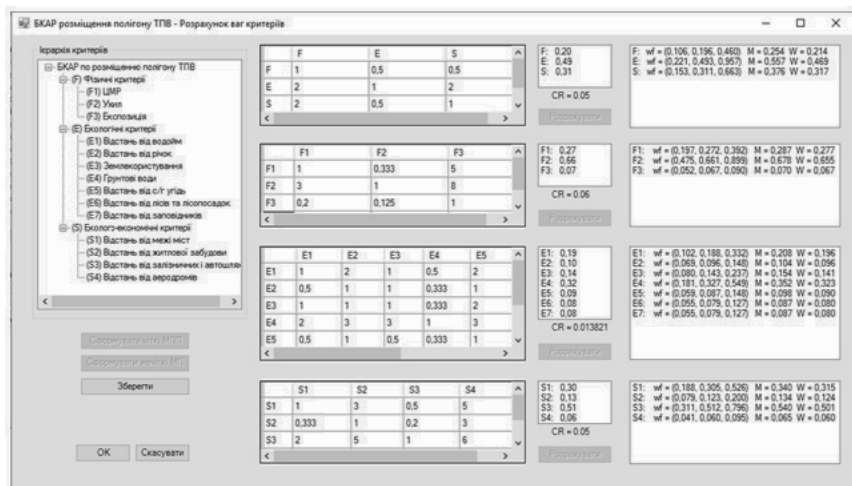 БКАР розміщення полігону ТПВ - Розрахунок ваг критеріїв
Ієрархія критеріїв
БКАР по розміщенню полігону ТПВ
(F) Фізичні критерії
(F1) ЦМР
(F2) Ухил
(F3) Експозиція
(E) Екологічні критерії
(E1) Відстань від водойм
(E2) Відстань від річок
(E3) Землекористування
(E4) Грунтові води
(E5) Відстань від с/г угідь
(E6) Відстань від лісів та лісопосадок
(E7) Відстань від заповідників
(S) Еколого-економічні критерії
(S1) Відстань від межі міст
(S2) Відстань від житлової забудови
(S3) Відстань від залізничних і автошлях
(S4) Відстань від аеродромів
Зберегти
OK Скасувати
F E S
F 1 0,5 0,5
E 2 1 2
S 2 0,5 1
F: 0,20
E: 0,49
S: 0,31
CR = 0.05
Розрахувати
F: wf = (0,106, 0,196, 0,460) M = 0,254 W = 0,214
E: wf = (0,221, 0,493, 0,957) M = 0,557 W = 0,469
S: wf = (0,153, 0,311, 0,663) M = 0,376 W = 0,317
F1 F2 F3
F1 1 0,333 5
F2 3 1 8
F3 0,2 0,125 1
F1: 0,27
F2: 0,66
F3: 0,07
CR = 0.06
Розрахувати
F1: wf = (0,197, 0,272, 0,392) M = 0,287 W = 0,277
F2: wf = (0,475, 0,661, 0,899) M = 0,678 W = 0,655
F3: wf = (0,052, 0,067, 0,090) M = 0,070 W = 0,067
E1 E2 E3 E4 E5
E1 1 2 1 0,5 2
E2 0,5 1 1 0,333 1
E3 1 1 1 0,333 2
E4 2 3 3 1 3
E5 0,5 1 0,5 0,333 1
E1: 0,19
E2: 0,10
E3: 0,14
E4: 0,32
E5: 0,09
E6: 0,08
E7: 0,08
CR = 0.013821
Розрахувати
E1: wf = (0,102, 0,188, 0,332) M = 0,208 W = 0,196
E2: wf = (0,069, 0,096, 0,148) M = 0,104 W = 0,096
E3: wf = (0,080, 0,143, 0,237) M = 0,154 W = 0,141
E4: wf = (0,181, 0,327, 0,549) M = 0,352 W = 0,323
E5: wf = (0,059, 0,087, 0,148) M = 0,098 W = 0,090
E6: wf = (0,055, 0,079, 0,127) M = 0,087 W = 0,080
E7: wf = (0,055, 0,079, 0,127) M = 0,087 W = 0,080
S1 S2 S3 S4
S1 1 3 0,5 5
S2 0,333 1 0,2 3
S3 2 5 1 6
S1: 0,30
S2: 0,13
S3: 0,51
S4: 0,06
CR = 0.05
Розрахувати
S1: wf = (0,188, 0,305, 0,526) M = 0,340 W = 0,315
S2: wf = (0,079, 0,123, 0,200) M = 0,134 W = 0,124
S3: wf = (0,311, 0,512, 0,796) M = 0,540 W = 0,501
S4: wf = (0,041, 0,060, 0,095) M = 0,065 W = 0,060